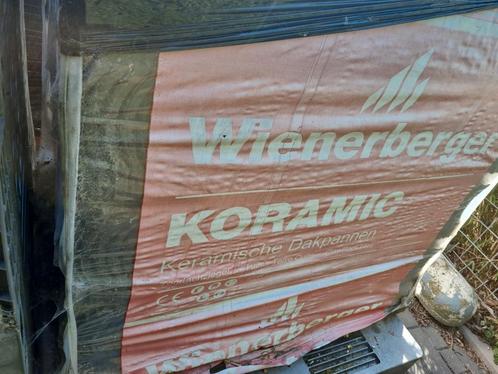 Wienerberger
KORAMIC
Keramische Dakpannen
CE
Wienerberger